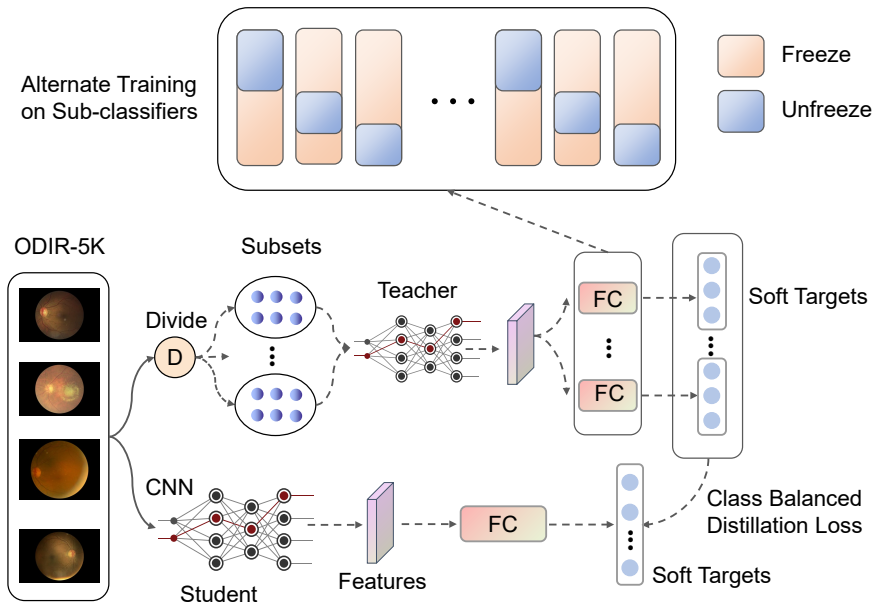 Alternate Training
on Sub-classifiers
Freeze
Unfreeze
ODIR-5K
Subsets
Divide
D
Teacher
FC
FC
Soft Targets
CNN
Student
Features
FC
Soft Targets
Class Balanced
Distillation Loss